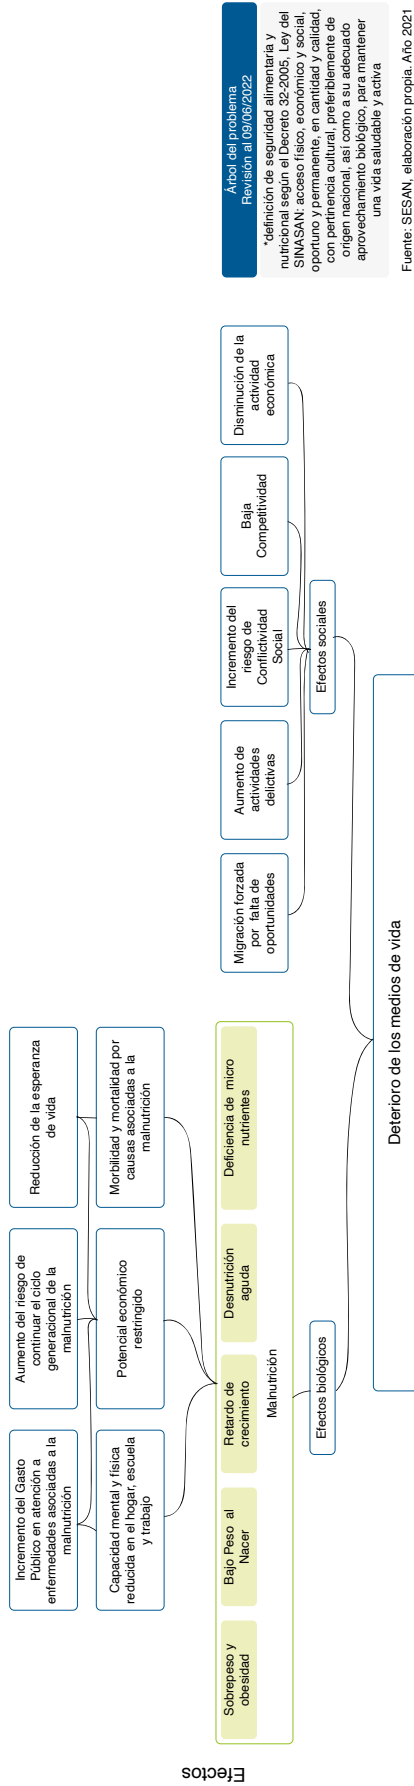 Efectos
Incremento del Gasto
Público en atención a
enfermedades asociadas a la
malnutrición
Aumento del riesgo de
continuar el ciclo
generacional de la
malnutrición
Reducción de la esperanza
de vida
Capacidad mental y física
reducida en el hogar, escuela
y trabajo
Potencial económico
restringido
Morbilidad y mortalidad por
causas asociadas a la
malnutrición
Sobrepeso y
obesidad
Bajo Peso al
Nacer
Retardo de
crecimiento
Desnutrición
aguda
Deficiencia de micro
nutrientes
Malnutrición
Efectos biológicos
Migración forzada
por falta de
oportunidades
Aumento de
actividades
delictivas
Incremento del
riesgo de
Conflictividad
Social
Baja
Competitividad
Disminución de la
actividad
económica
Efectos sociales
Deterioro de los medios de vida
Árbol del problema
Revisión al 09/06/2022
*definición de seguridad alimentaria y
nutricional según el Decreto 32-2005, Ley del
SINASAN: acceso físico, económico y social,
oportuno y permanente, en cantidad y calidad,
con pertinencia cultural, preferiblemente de
origen nacional, así como a su adecuado
aprovechamiento biológico, para mantener
una vida saludable y activa
Fuente: SESAN, elaboración propia. Año 2021